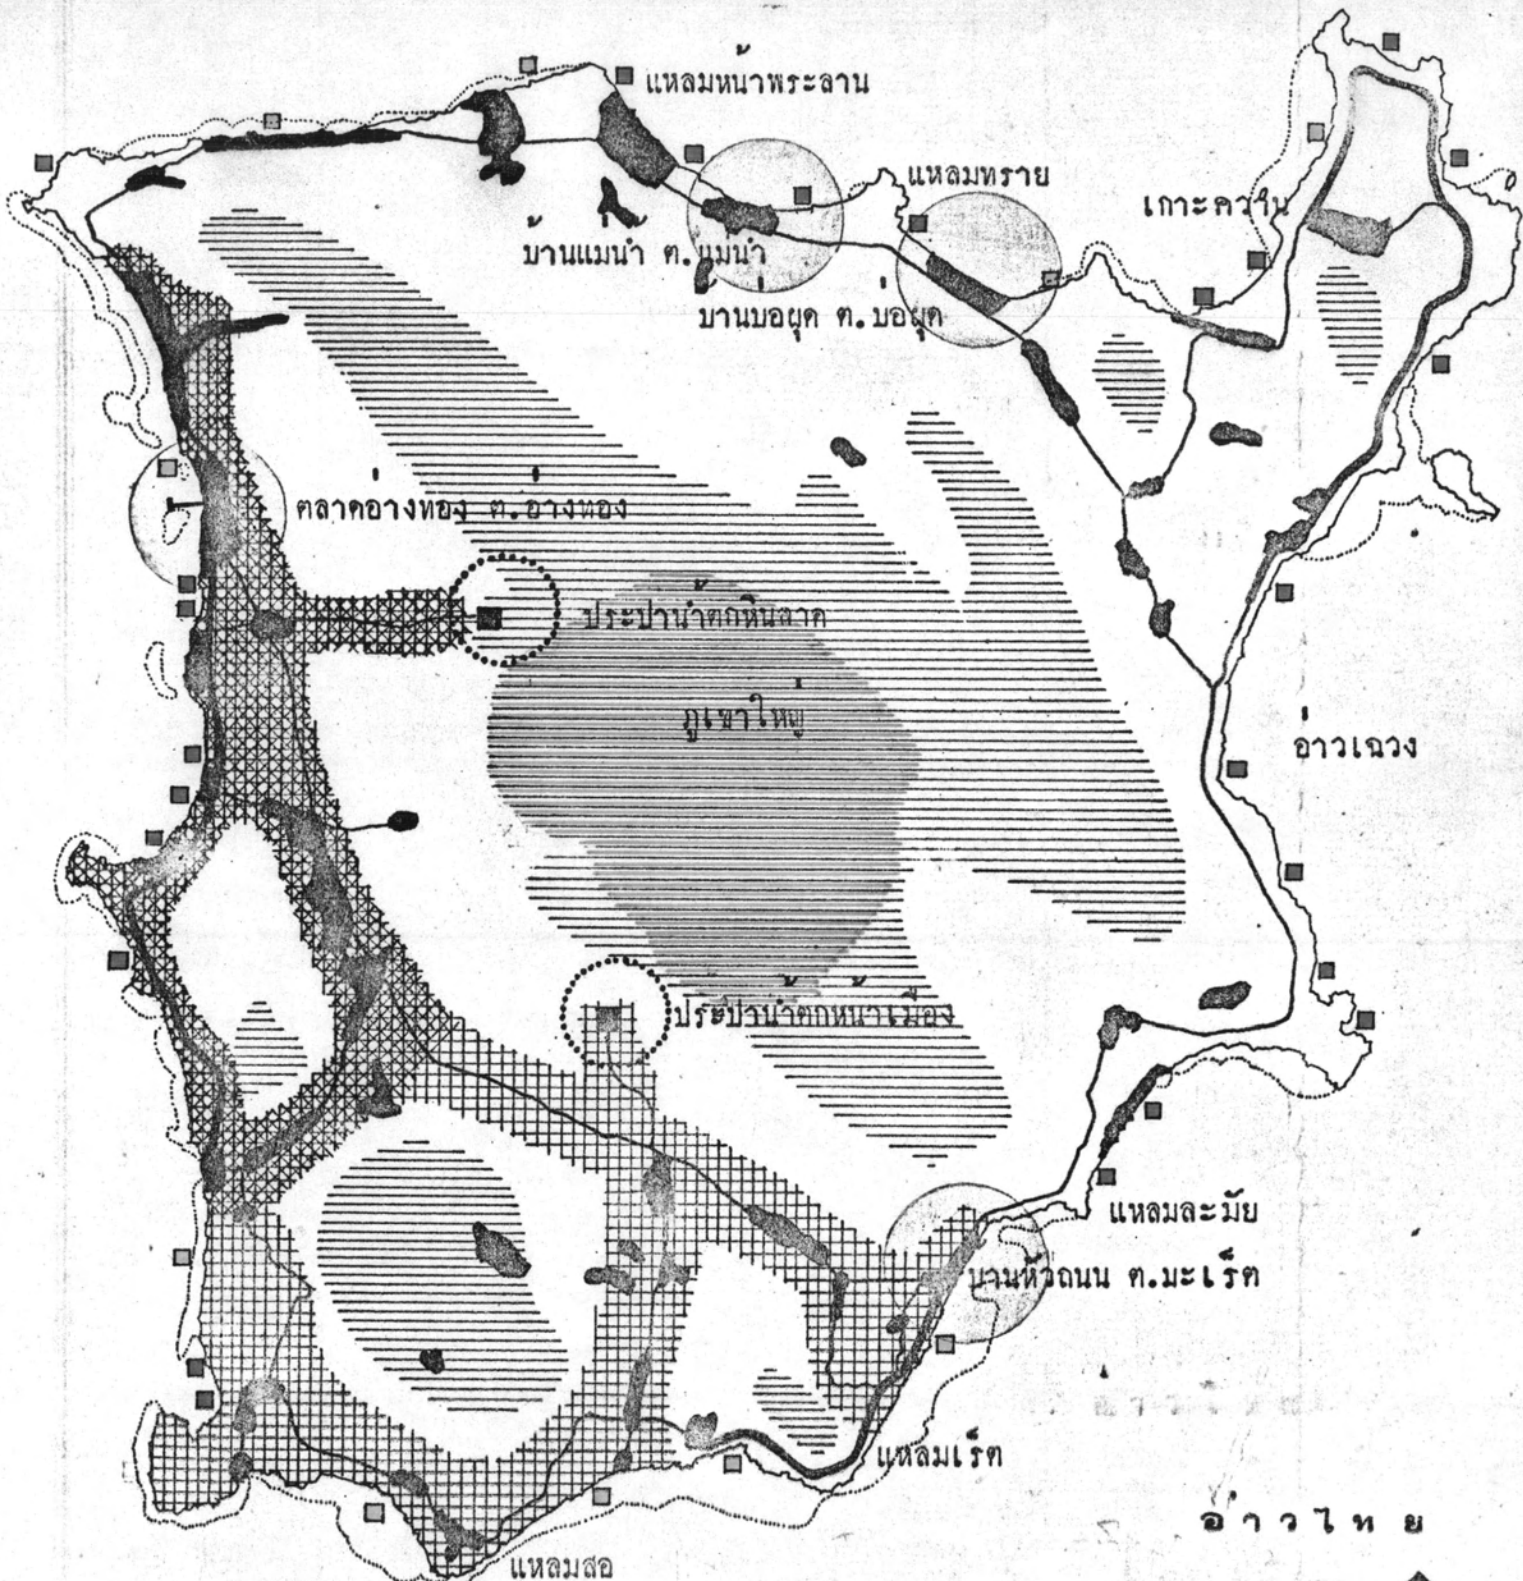 แหลมหน้าพระลาน
แหลมทราย
เกาะควาย
บ้านแม่น้ำ ต.แม่น้ำ
บ้านบ่อผุด ต.บ่อผุด
ตลาดอ่างทอง ต.อ่างทอง
ประปาน้ำตกหินลาด
ภูเขาใหญ่
อ่าวเฉวง
ประปาน้ำตกหน้าเมือง
แหลมละมัย
บ้านหัวถนน ต.มะเร็ต
แหลมเร็ต
อ่าวไทย
แหลมสอ